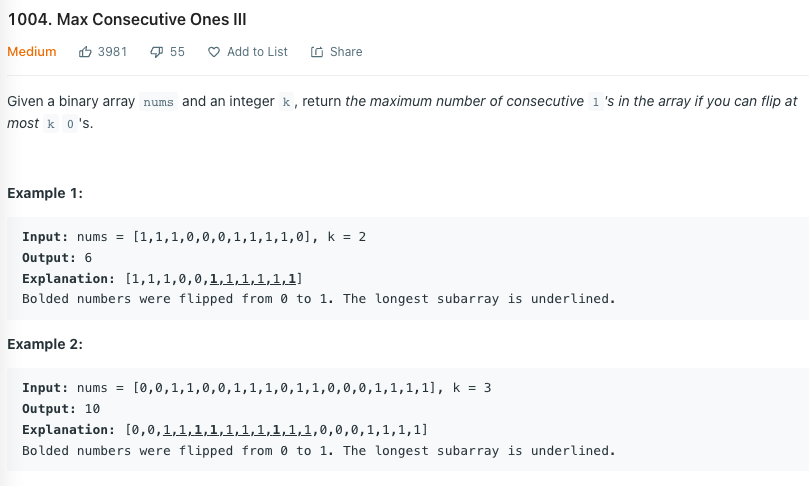 1004. Max Consecutive Ones III
Medium 3981 55 Add to List Share
Given a binary array nums and an integer k, return the maximum number of consecutive 1 's in the array if you can flip at
most k 0 's.
Example 1:
Input: nums = [1,1,1,0,0,0,1,1,1,1,0], k = 2
Output: 6
Explanation: [1,1,1,0,0,1,1,1,1,1,1]
Bolded numbers were flipped from 0 to 1. The longest subarray is underlined.
Example 2:
Input: nums = [0,0,1,1,0,0,1,1,1,0,1,1,0,0,0,1,1,1,1], k = 3
Output: 10
Explanation: [0,0,1,1,1,1,1,1,1,1,1,1,0,0,0,1,1,1,1]
Bolded numbers were flipped from 0 to 1. The longest subarray is underlined.